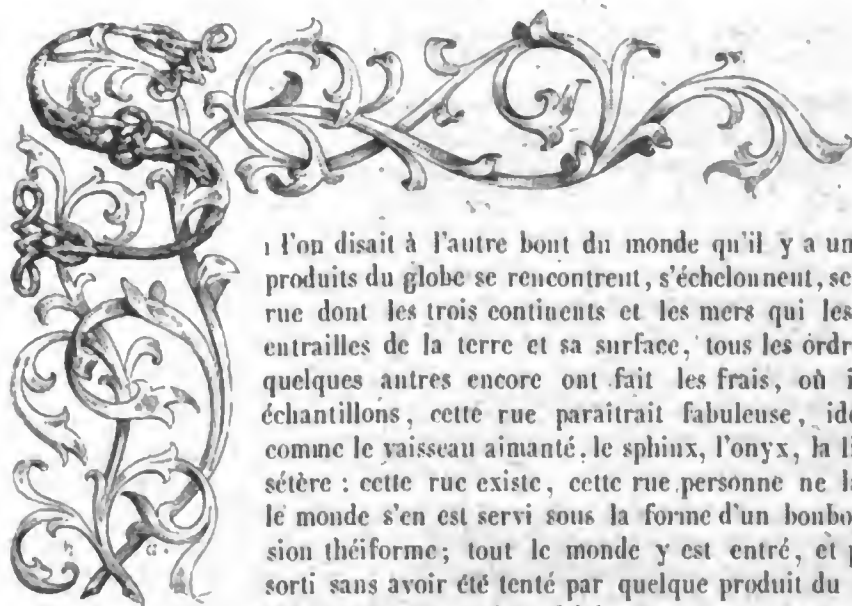 Si l'on disait à l'autre bout du monde qu'il y a un
produits du globe se rencontrent, s'échelonnent, se
rue dont les trois continents et les mers qui les
entrailles de la terre et sa surface, tous les ordr
quelques autres encore ont fait les frais, où i
échantillons, cette rue paraîtrait fabuleuse, idé
comme le vaisseau aimanté, le sphinx, l'onyx, la li
sétère : cette rue existe, cette rue personne ne l
le monde s'en est servi sous la forme d'un bonbo
sion théiforme; tout le monde y est entré, et p
sorti sans avoir été tenté par quelque produit du